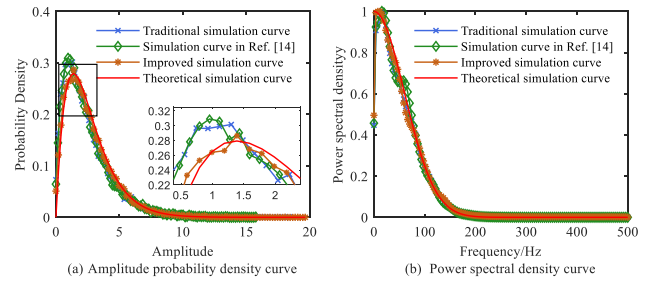 0.4
0.3
0.2
0.1
0
Probability Density
Traditional simulation curve
Simulation curve in Ref. [14]
Improved simulation curve
Theoretical simulation curve
0.32
0.3
0.28
0.26
0.24
0.22
0.5 1 1.5 2
0 5 10 15 20
Amplitude
(a) Amplitude probability density curve
1
0.8
0.6
0.4
0.2
0
Power spectral densityy
Traditional simulation curve
Simulation curve in Ref. [14]
Improved simulation curve
Theoretical simulation curve
0 100 200 300 400 500
Frequency/Hz
(b) Power spectral density curve